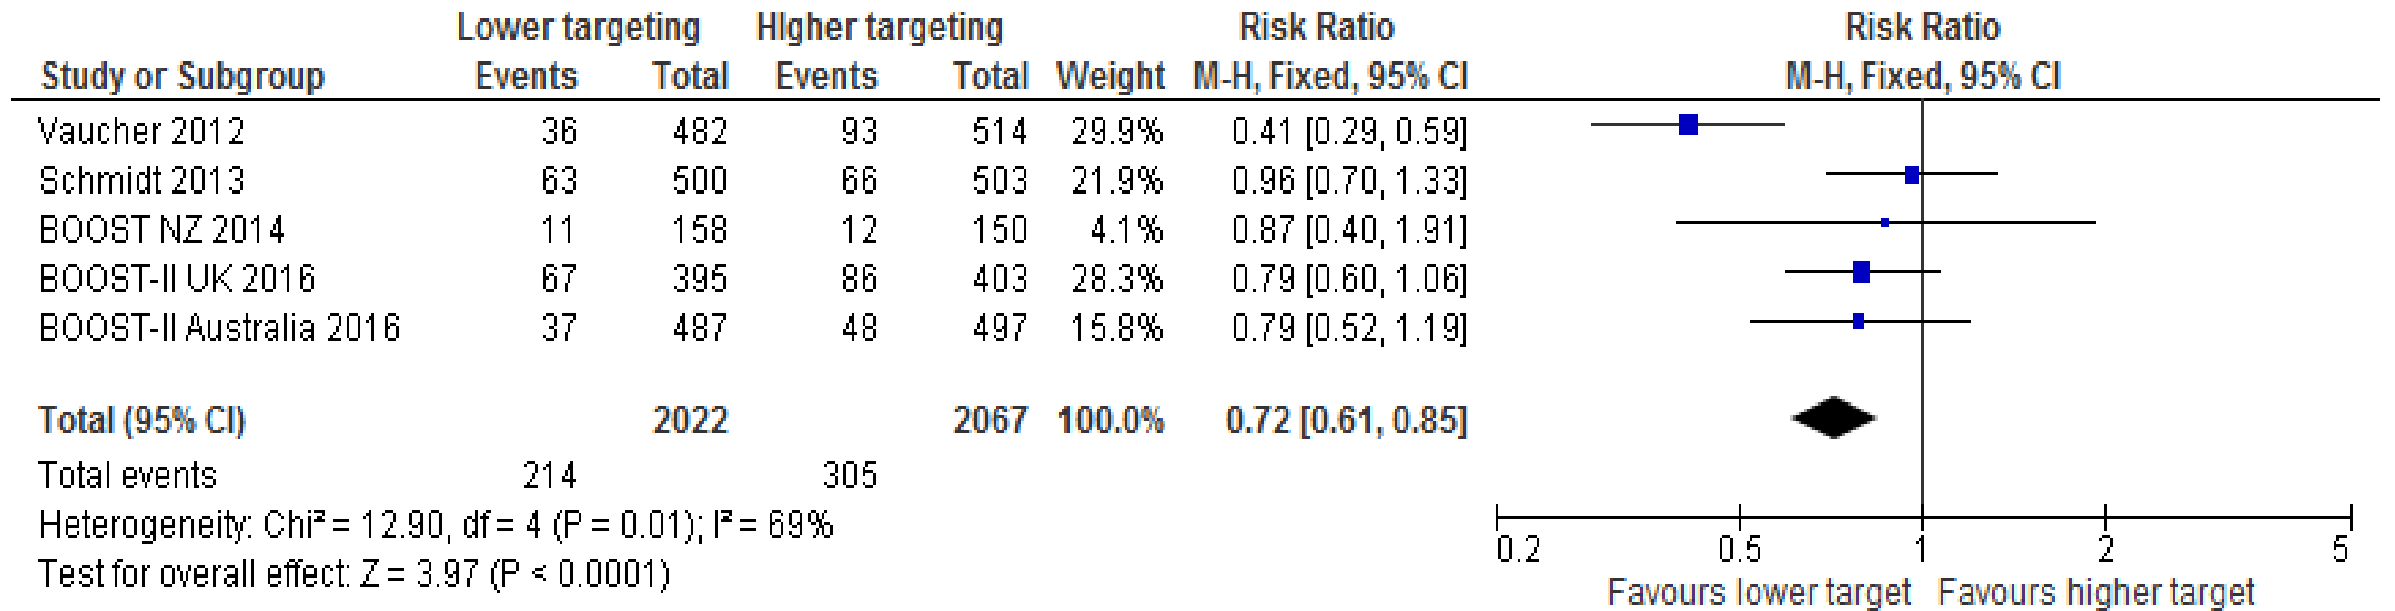 Lower targeting HIgher targeting Risk Ratio Risk Ratio
Study or Subgroup Events Total Events Total Weight M-H, Fixed, 95% CI M-H, Fixed, 95% CI
Vaucher 2012 36 482 93 514 29.9% 0.41 [0.29, 0.59]
Schmidt 2013 63 500 66 503 21.9% 0.96 [0.70, 1.33]
BOOST NZ 2014 11 158 12 150 4.1% 0.87 [0.40, 1.91]
BOOST-II UK 2016 67 395 86 403 28.3% 0.79 [0.60, 1.06]
BOOST-II Australia 2016 37 487 48 497 15.8% 0.79 [0.52, 1.19]
Total (95% CI) 2022 2067 100.0% 0.72 [0.61, 0.85]
Total events 214 305
Heterogeneity: Chi² = 12.90, df = 4 (P = 0.01); I² = 69%
Test for overall effect: Z = 3.97 (P < 0.0001)
0.2 0.5 1 2 5
Favours lower target Favours higher target